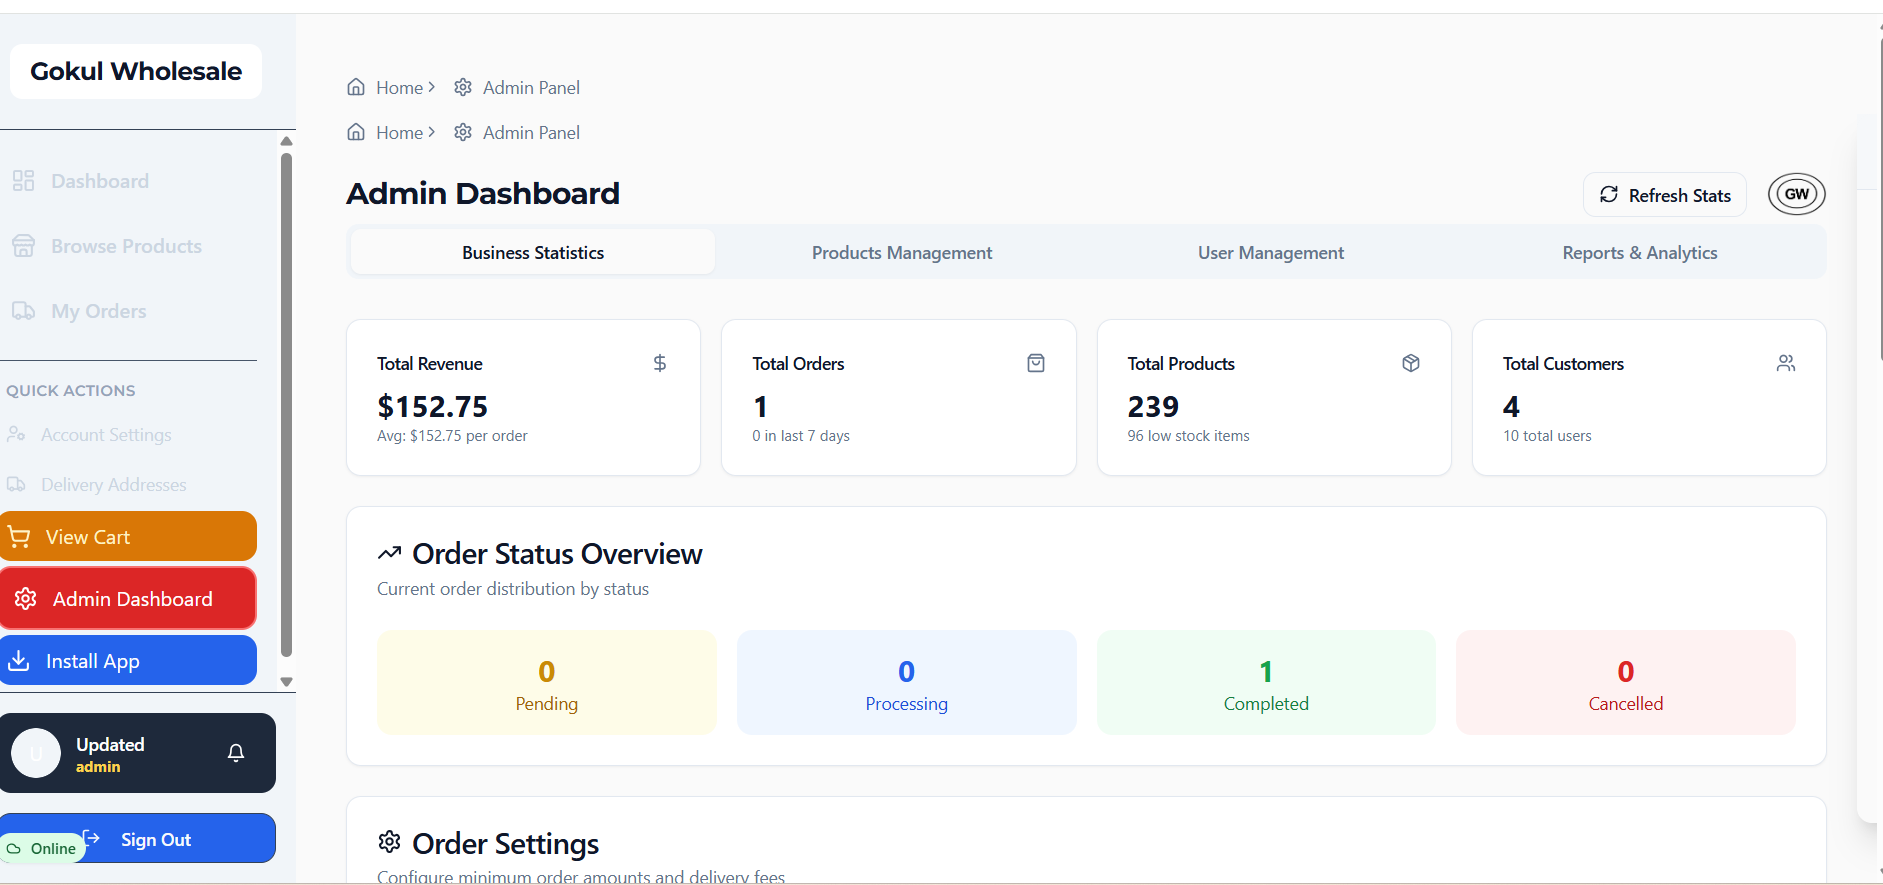 Gokul Wholesale
Dashboard
Browse Products
My Orders
QUICK ACTIONS
Account Settings
Delivery Addresses
View Cart
Admin Dashboard
Install App
U
Updated
admin
Sign Out
Online
Home
Admin Panel
Home
Admin Panel
Admin Dashboard
Refresh Stats
GW
Business Statistics
Products Management
User Management
Reports & Analytics
Total Revenue
$152.75
Avg: $152.75 per order
Total Orders
1
0 in last 7 days
Total Products
239
96 low stock items
Total Customers
4
10 total users
Order Status Overview
Current order distribution by status
0
Pending
0
Processing
1
Completed
0
Cancelled
Order Settings
Configure minimum order amounts and delivery fees